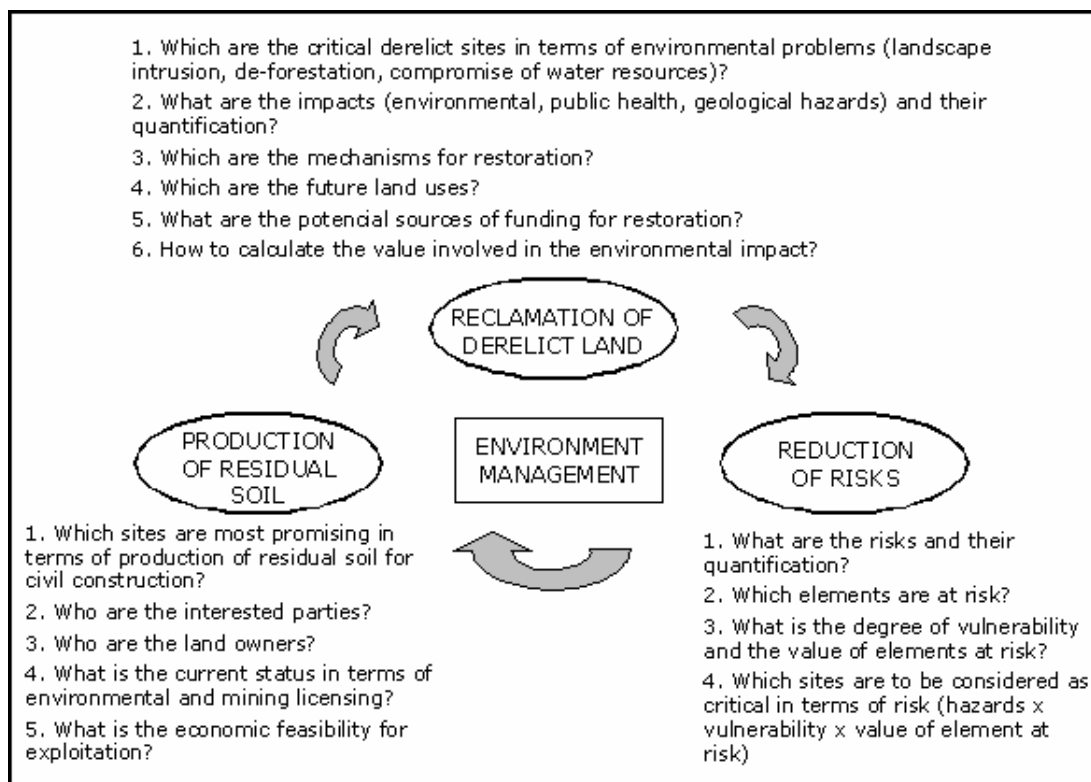 1. Which are the critical derelict sites in terms of environmental problems (landscape
intrusion, de-forestation, compromise of water resources)?
2. What are the impacts (environmental, public health, geological hazards) and their
quantification?
3. Which are the mechanisms for restoration?
4. Which are the future land uses?
5. What are the potencial sources of funding for restoration?
6. How to calculate the value involved in the environmental impact?
RECLAMATION OF
DERELICT LAND
PRODUCTION
OF RESIDUAL
SOIL
ENVIRONMENT
MANAGEMENT
REDUCTION
OF RISKS
1. Which sites are most promising in
terms of production of residual soil for
civil construction?
2. Who are the interested parties?
3. Who are the land owners?
4. What is the current status in terms of
environmental and mining licensing?
5. What is the economic feasibility for
exploitation?
1. What are the risks and their
quantification?
2. Which elements are at risk?
3. What is the degree of vulnerability
and the value of elements at risk?
4. Which sites are to be considered as
critical in terms of risk (hazards x
vulnerability x value of element at
risk)